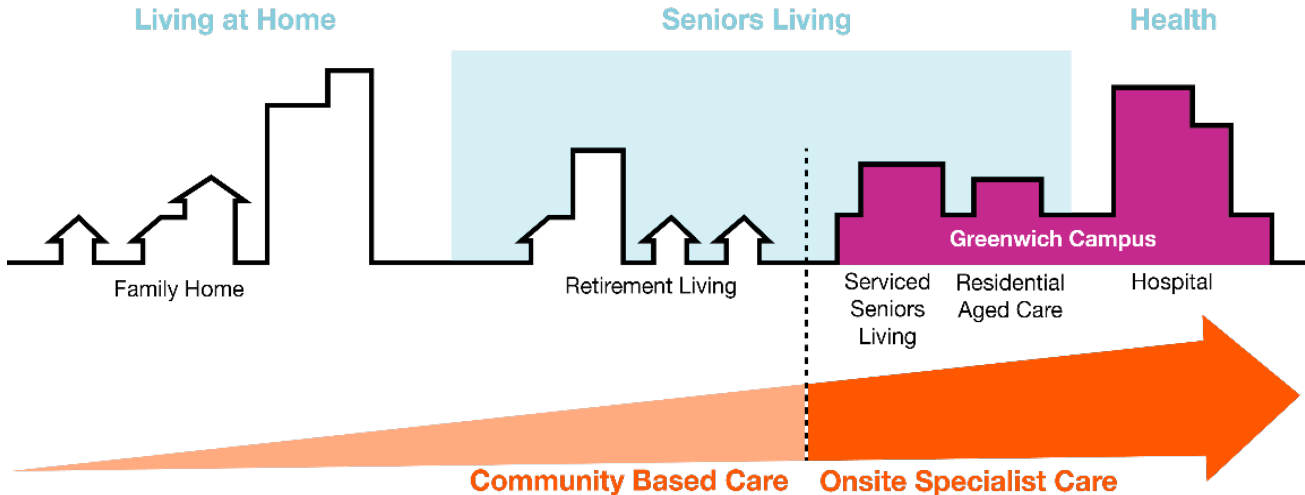 Living at Home
Seniors Living
Health
Greenwich Campus
Family Home
Retirement Living
Serviced
Seniors
Living
Residential
Aged Care
Hospital
Community Based Care
Onsite Specialist Care